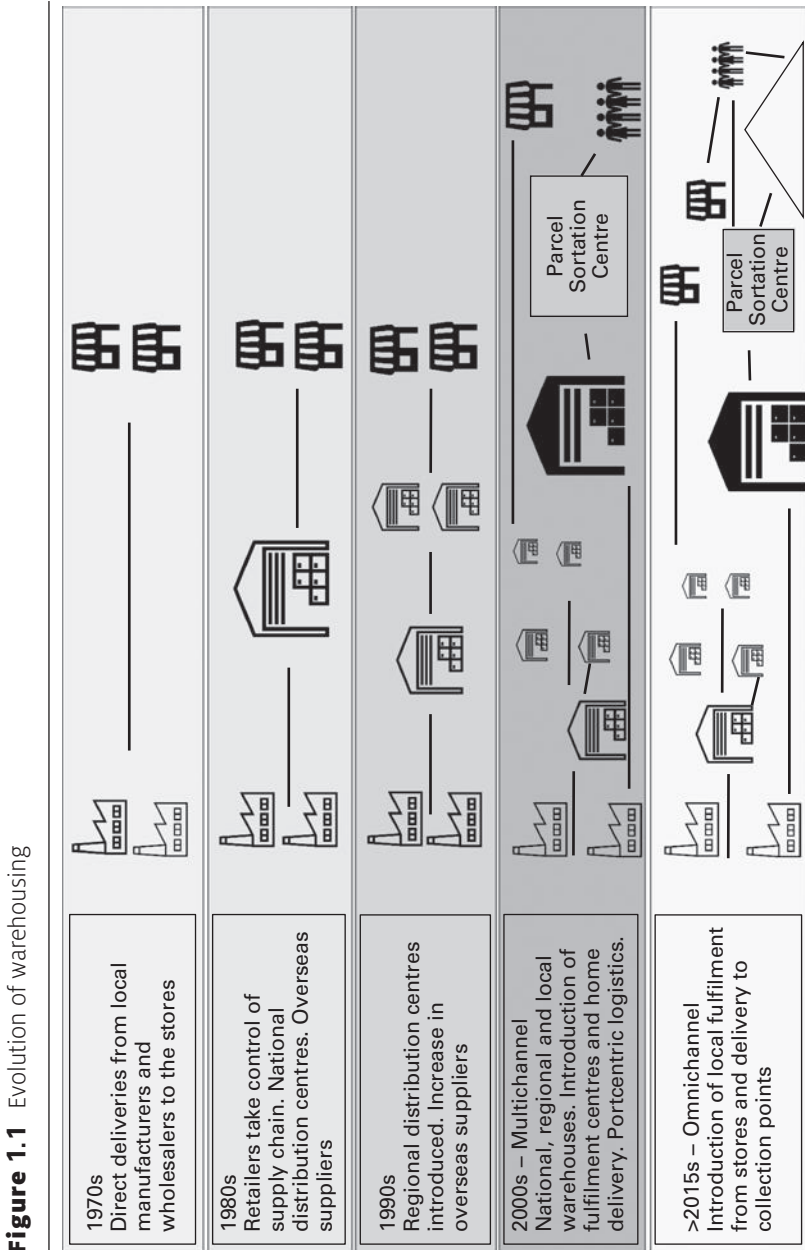 Figure 1.1 Evolution of warehousing
1970s
Direct deliveries from local
manufacturers and
wholesalers to the stores
1980s
Retailers take control of
supply chain. National
distribution centres. Overseas
suppliers
1990s
Regional distribution centres
introduced. Increase in
overseas suppliers
2000s – Multichannel
National, regional and local
warehouses. Introduction of
fulfilment centres and home
delivery. Portcentric logistics.
Parcel
Sortation
Centre
>2015s – Omnichannel
Introduction of local fulfilment
from stores and delivery to
collection points
Parcel
Sortation
Centre